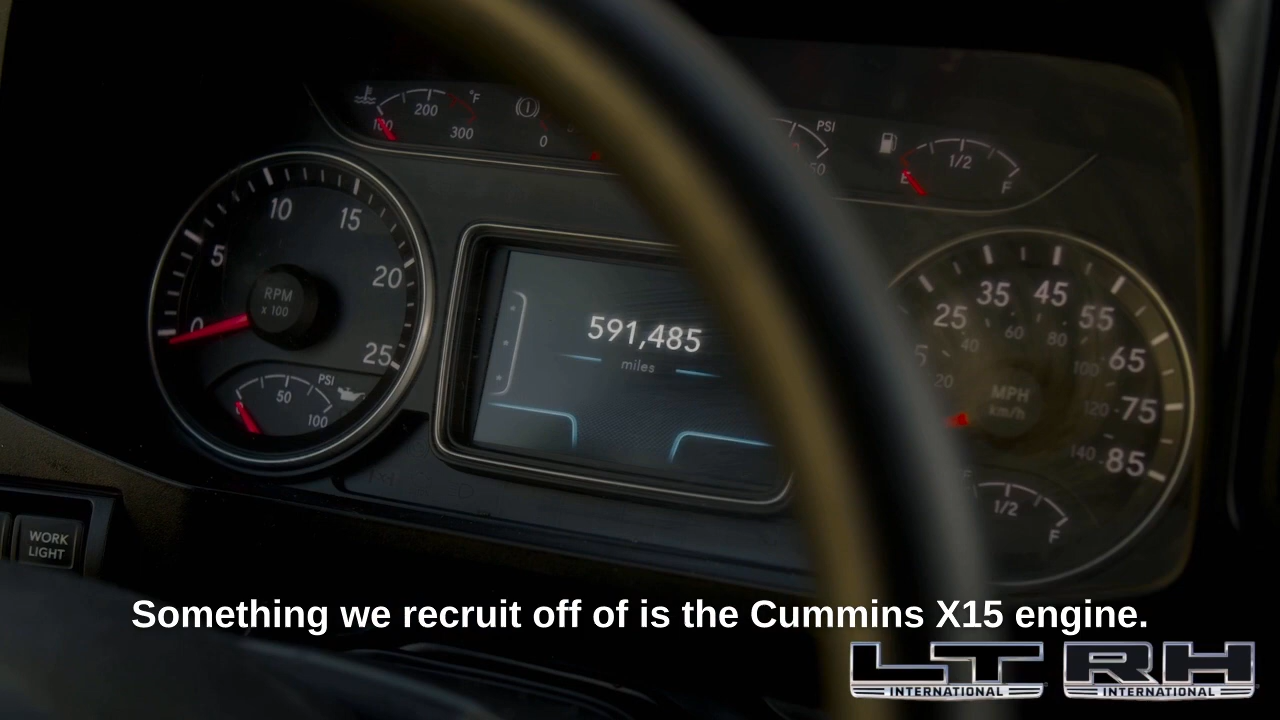 °F
200
100
300
0
PSI
1/2
E
F
10
15
5
20
RPM
x 100
0
25
PSI
50
100
591,485
miles
35
45
25
55
60
80
40
65
100
20
MPH
km/h
120
75
140
85
1/2
F
WORK
LIGHT
Something we recruit off of is the Cummins X15 engine.
LT RH
INTERNATIONAL INTERNATIONAL